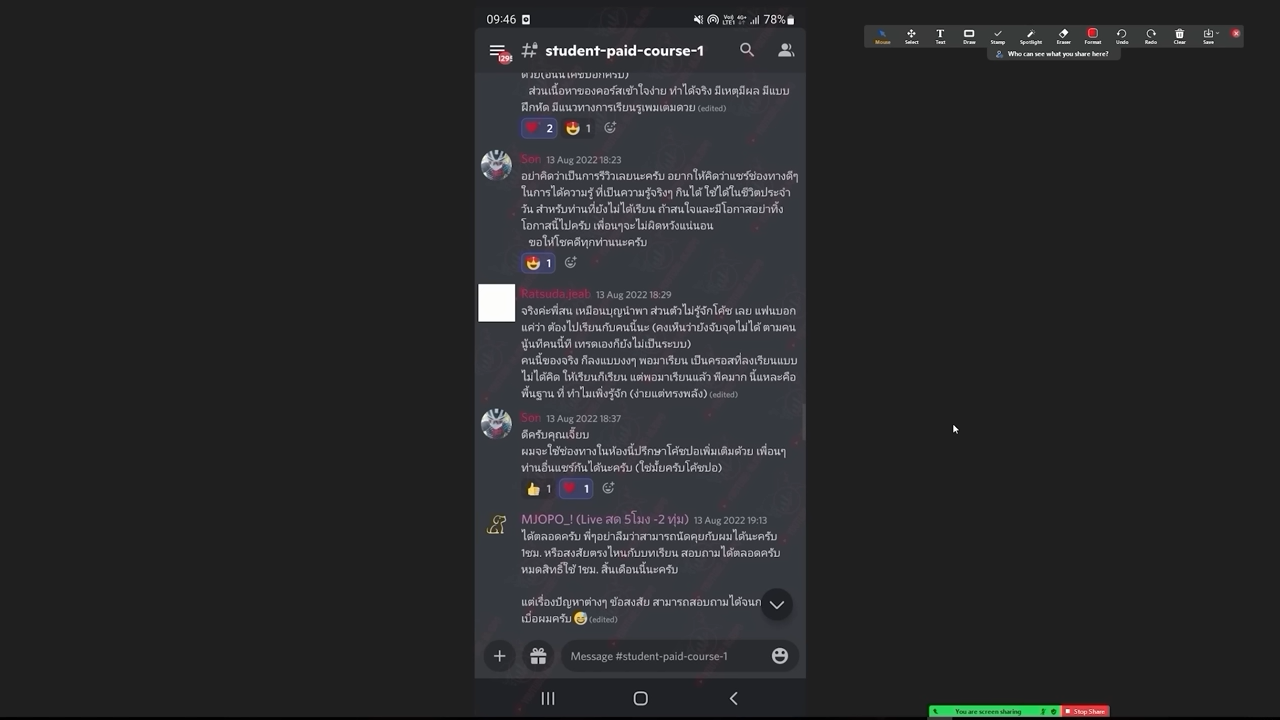 09:46
Vo) 4G+
LTE1
78%
Mouse Select Text Draw Stamp Spotlight Eraser Format Undo Redo Clear Save
Who can see what you share here?
student-paid-course-1
ส่วนเนื้อหาของคอร์สเข้าใจง่าย ทำได้จริง มีเหตุมีผล มีแบบ
ฝึกหัด มีแนวทางการเรียนรู้เพิ่มเติมด้วย (edited)
2 1
Son 13 Aug 2022 18:23
อย่าคิดว่าเป็นการรีวิวเลยนะครับ อยากให้คิดว่าแชร์ช่องทางดีๆ
ในการได้ความรู้ ที่เป็นความรู้จริงๆ กินได้ ใช้ได้ในชีวิตประจำ
วัน สำหรับท่านที่ยังไม่ได้เรียน ถ้าสนใจและมีโอกาสอย่าทิ้ง
โอกาสนี้ไปครับ เพื่อนๆจะไม่ผิดหวังแน่นอน
ขอให้โชคดีทุกท่านนะครับ
1
Ratsuda.jeab 13 Aug 2022 18:29
จริงค่ะพี่สน เหมือนบุญนำพา ส่วนตัวไม่รู้จักโค้ช เลย แฟนบอก
แค่ว่า ต้องไปเรียนกับคนนี้นะ (คงเห็นว่ายังจับจุดไม่ได้ ตามคน
นู้นทีคนนี้ที เทรดเองก็ยังไม่เป็นระบบ)
คนนี้ของจริง ก็ลงแบบงงๆ พอมาเรียน เป็นครอสที่ลงเรียนแบบ
ไม่ได้คิด ให้เรียนก็เรียน แต่พอมาเรียนแล้ว พีคมาก นี้แหละคือ
พื้นฐาน ที่ ทำไมเพิ่งรู้จัก (ง่ายแต่ทรงพลัง) (edited)
Son 13 Aug 2022 18:37
ดีครับคุณเจี๊ยบ
ผมจะใช้ช่องทางในห้องนี้ปรึกษาโค้ชปอเพิ่มเติมด้วย เพื่อนๆ
ท่านอื่นแชร์กันได้นะครับ (ใช่มั้ยครับโค้ชปอ)
1 1
MJOPO_! (Live สด 5โมง -2 ทุ่ม) 13 Aug 2022 19:13
ได้ตลอดครับ พี่ๆอย่าลืมว่าสามารถนัดคุยกับผมได้นะครับ
1ชม. หรือสงสัยตรงไหนกับบทเรียน สอบถามได้ตลอดครับ
หมดสิทธิ์ใช้ 1ชม. สิ้นเดือนนี้นะครับ
แต่เรื่องปัญหาต่างๆ ข้อสงสัย สามารถสอบถามได้จนก
เบื่อผมครับ (edited)
Message #student-paid-course-1
You are screen sharing
Stop Share